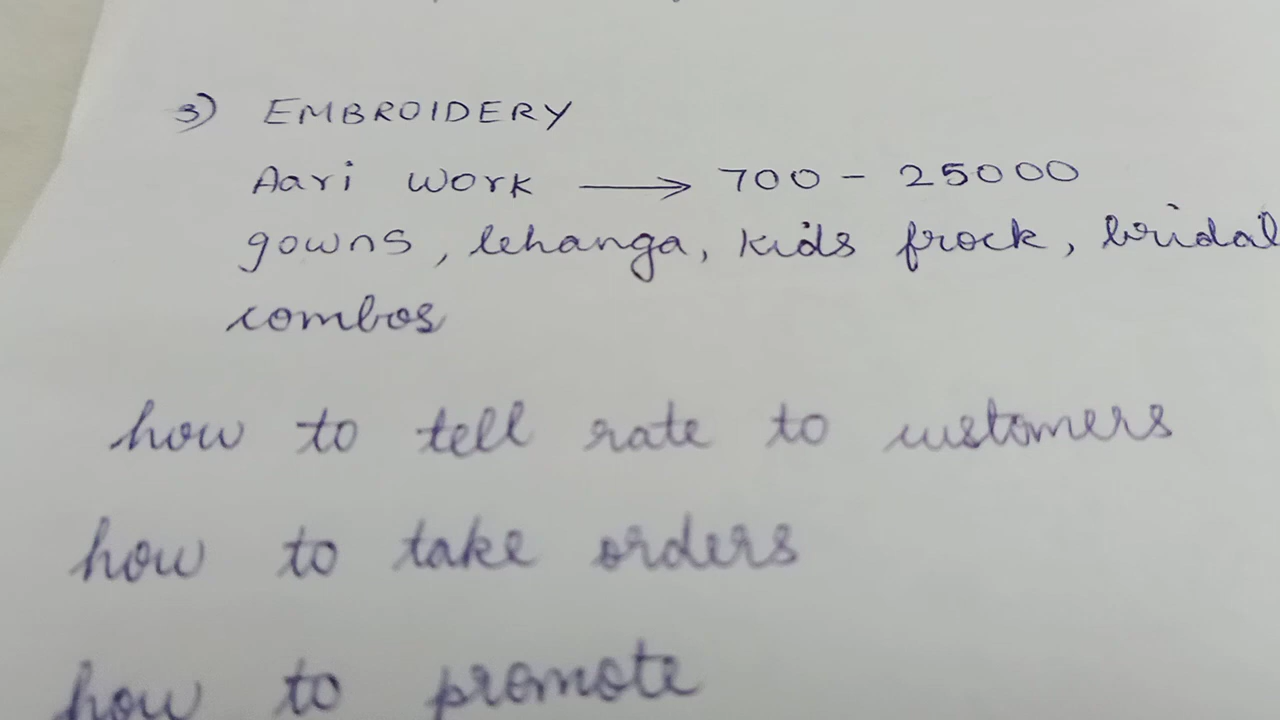 3) EMBROIDERY
Aari work ⟶ 700 - 25000
gowns, lehanga, kids frock, bridal
combos
how to tell rate to customers
how to take orders
how to promote